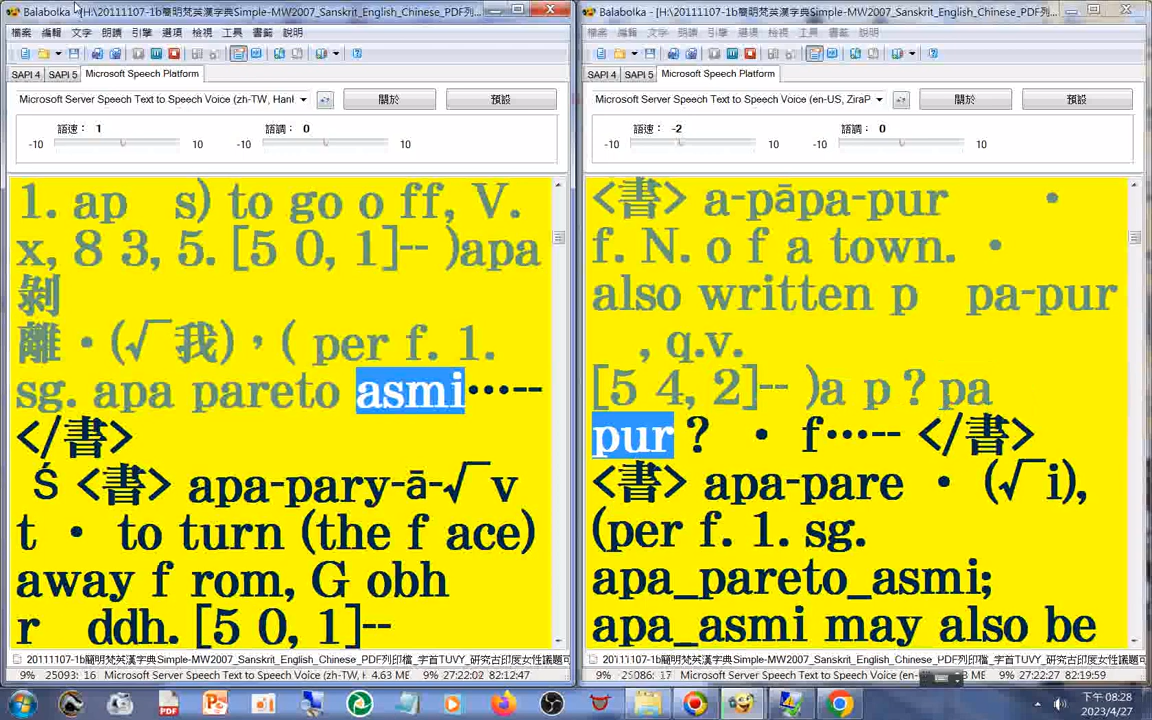 Balabolka - [H:\20111107-1b簡明梵英漢字典Simple-MW2007_Sanskrit_English_Chinese_PDF列...
檔案 編輯 文字 朗讀 引擎 選項 檢視 工具 書籤 說明
SAPI 4 SAPI 5 Microsoft Speech Platform
Microsoft Server Speech Text to Speech Voice (zh-TW, Hanl 關於 預設
語速： 1 語調： 0
-10 10 -10 10
1. ap s) to go o ff, V.
x, 8 3, 5. [5 0, 1]-- )apa
剝
離・(√我)，( per f. 1.
sg. apa pareto asmi…--
</書>
Ś <書> apa-pary-ā-√v
t ・ to turn (the f ace)
away f rom, G obh
r ddh. [5 0, 1]--
20111107-1b簡明梵英漢字典Simple-MW2007_Sanskrit_English_Chinese_PDF列印檔_字首TUVY_研究古印度女性議題可
9% 25093: 16 Microsoft Server Speech Text to Speech Voice (zh-TW, H 4.63 ME 9% 27:22:02 82:12:47
Balabolka - [H:\20111107-1b簡明梵英漢字典Simple-MW2007_Sanskrit_English_Chinese_PDF列...
檔案 編輯 文字 朗讀 引擎 選項 檢視 工具 書籤 說明
SAPI 4 SAPI 5 Microsoft Speech Platform
Microsoft Server Speech Text to Speech Voice (en-US, ZiraP 關於 預設
語速： -2 語調： 0
-10 10 -10 10
<書> a-pāpa-pur ・
f. N. o f a town. ・
also written p pa-pur
, q.v.
[5 4, 2]-- )a p ? pa
pur ? ・ f…-- </書>
<書> apa-pare ・ (√i),
(per f. 1. sg.
apa_pareto_asmi;
apa_asmi may also be
20111107-1b簡明梵英漢字典Simple-MW2007_Sanskrit_English_Chinese_PDF列印檔_字首TUVY_研究古印度女性議題可
9% 25086: 17 Microsoft Server Speech Text to Speech Voice 9% 27:22:27 82:19:59
下午 08:28
2023/4/27